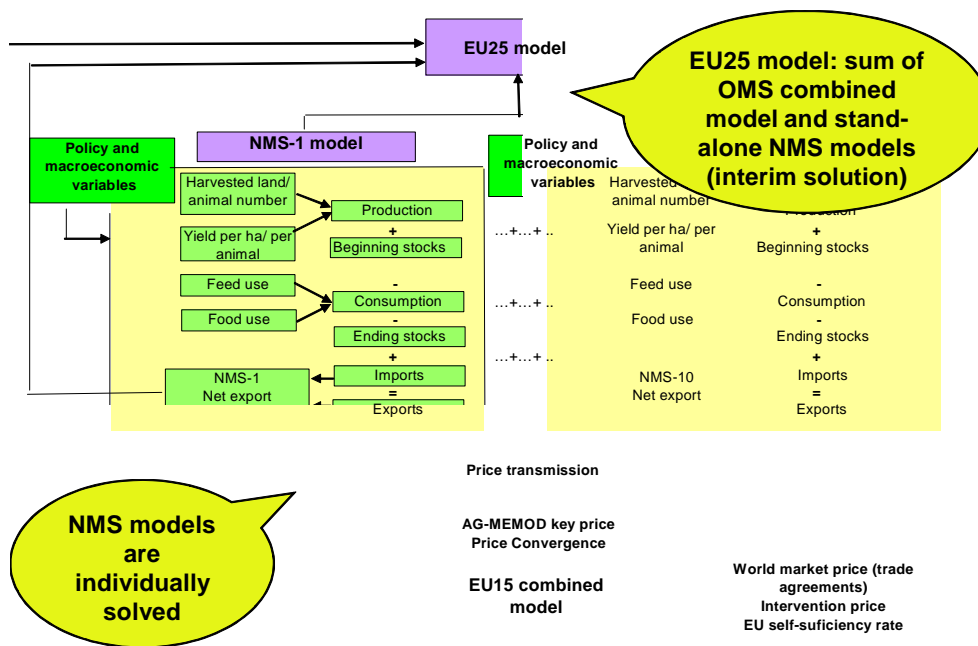 EU25 model
EU25 model: sum of
OMS combined
model and stand-
alone NMS models
(interim solution)
Policy and
macroeconomic
variables
NMS-1 model
Harvested land/
animal number
Production
+
Yield per ha/ per
animal
Beginning stocks
Feed use
-
Consumption
Food use
-
Ending stocks
+
NMS-1
Net export
Imports
=
Policy and
macroeconomic
variables
…+…+ ..
…+…+ ..
…+…+ ..
Harvested
animal number
+
Yield per ha/ per
animal
Beginning stocks
Feed use
-
Consumption
Food use
-
Ending stocks
+
NMS-10
Net export
Imports
=
Exports
Price transmission
AG-MEMOD key price
Price Convergence
EU15 combined
model
NMS models
are
individually
solved
World market price (trade
agreements)
Intervention price
EU self-suficiency rate